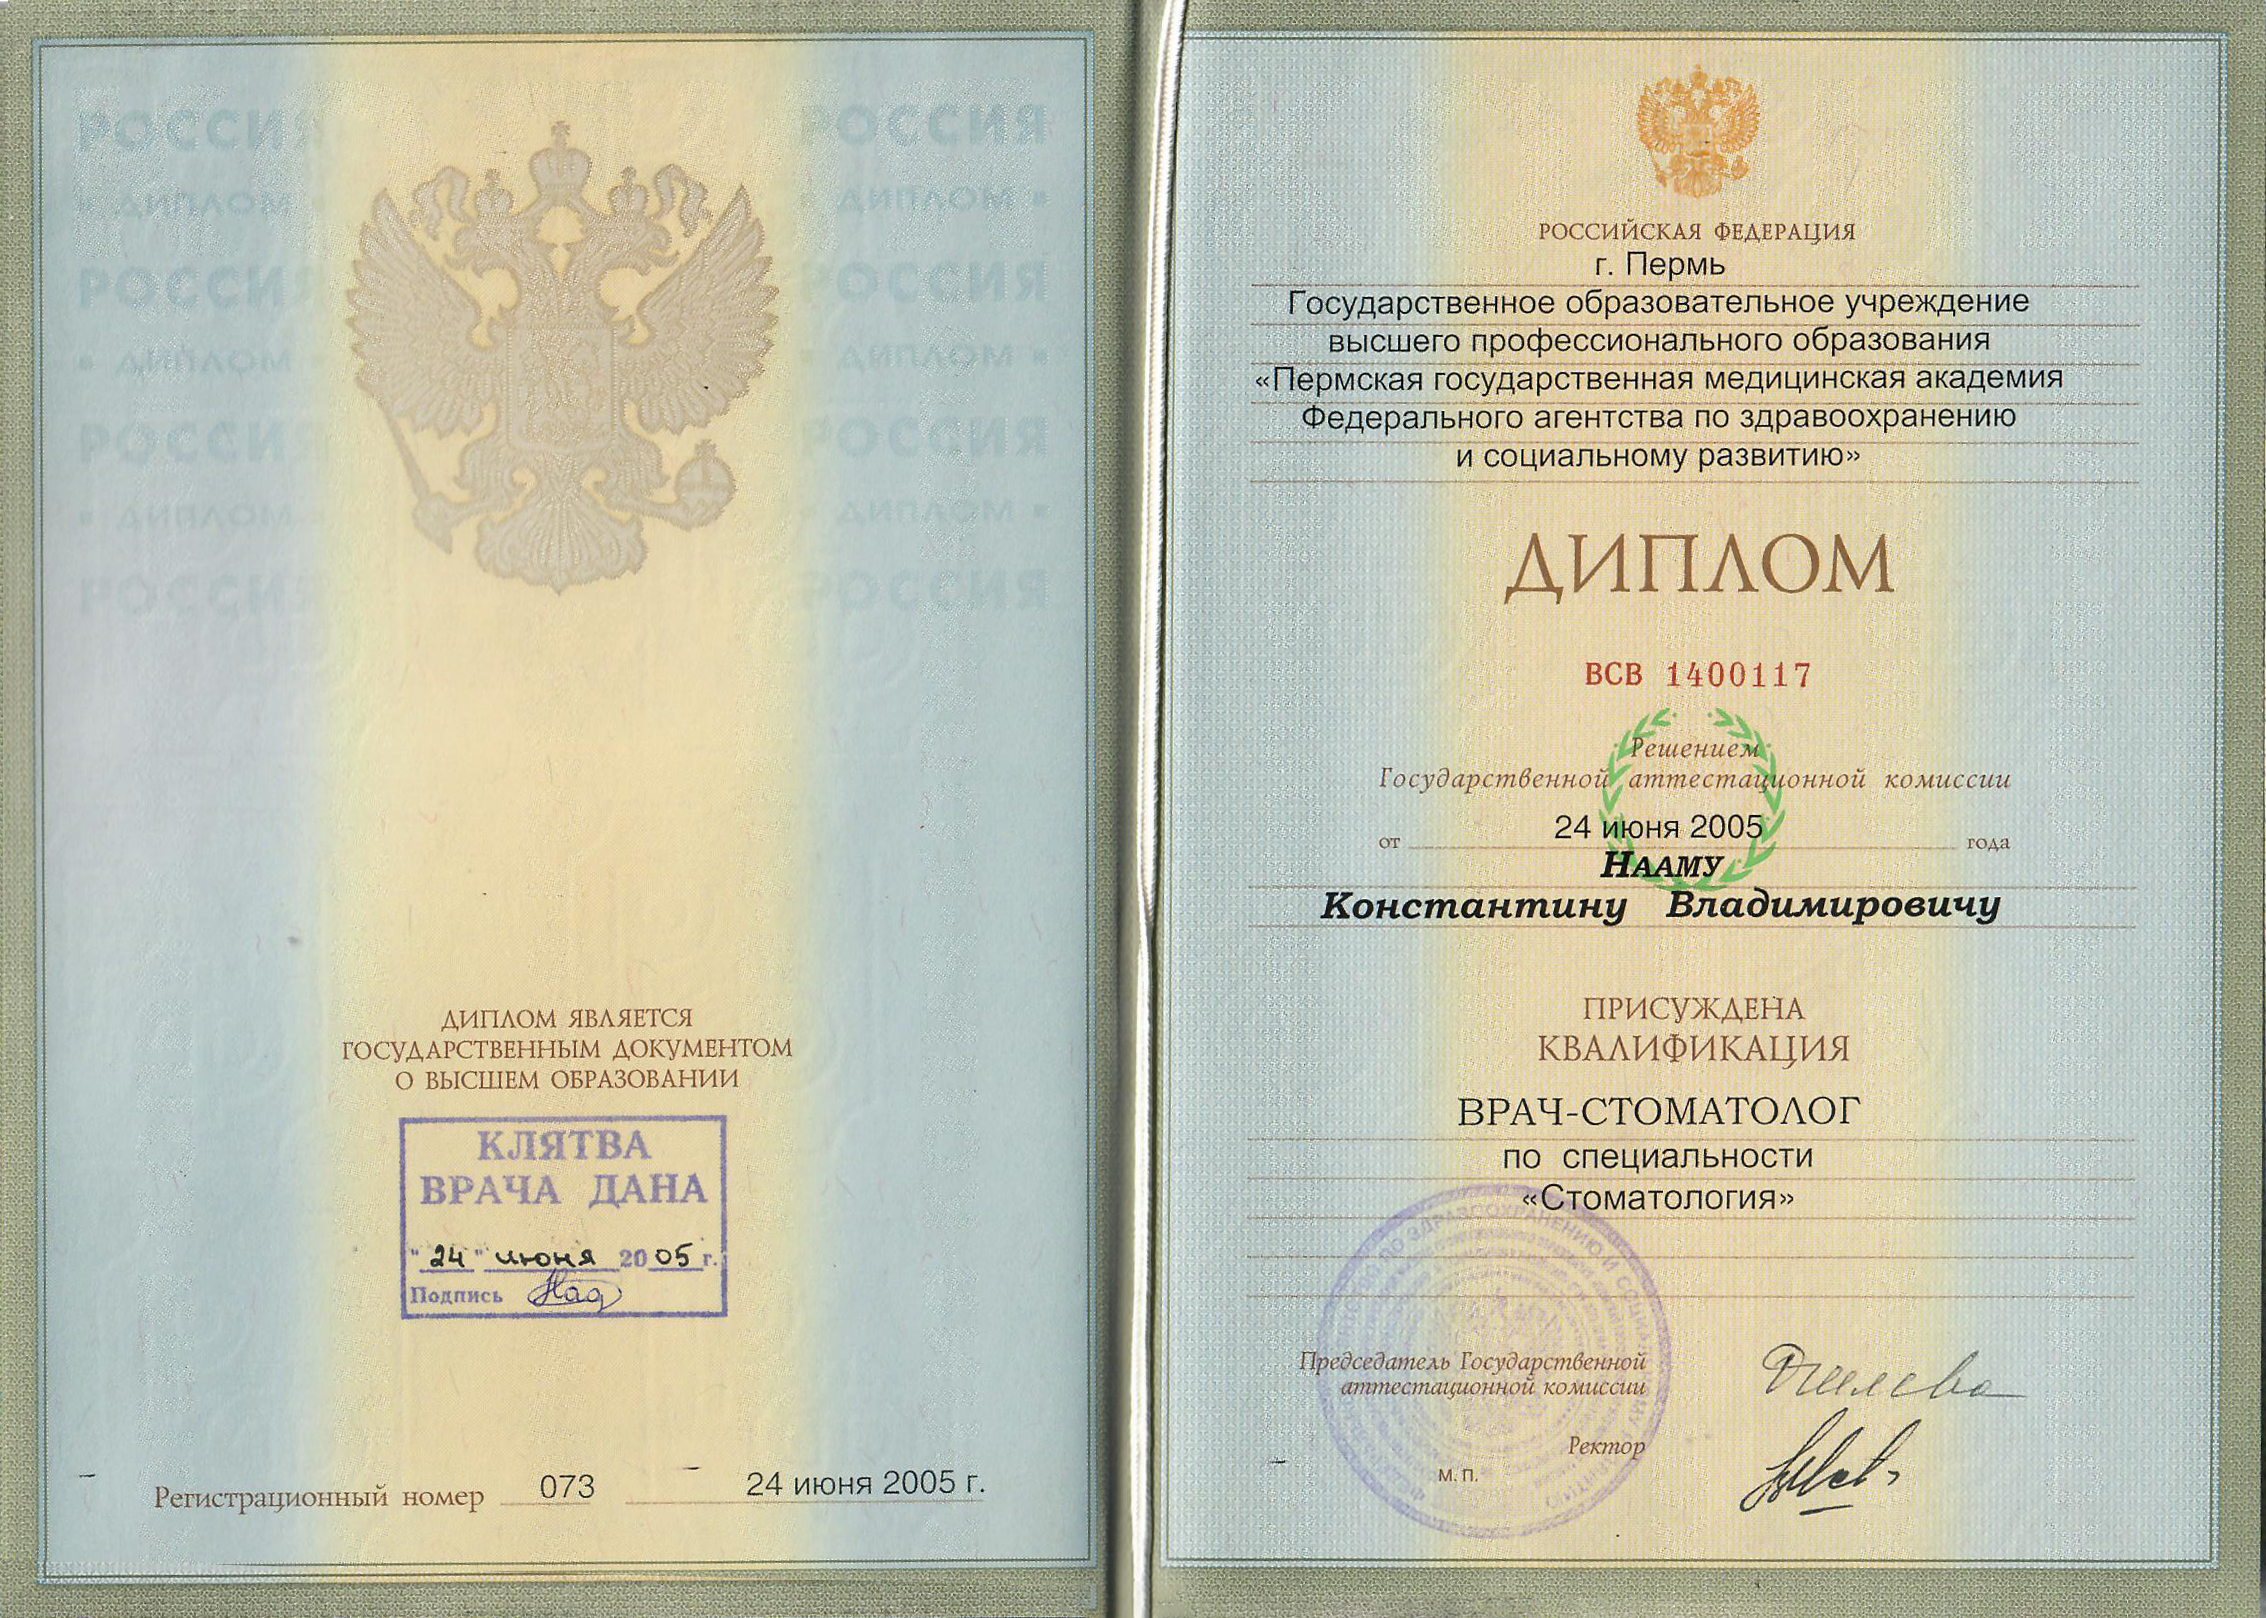 РОССИЯ РОССИЯ
• ДИПЛОМ • • ДИПЛОМ •
РОССИЯ РОССИЯ
• ДИПЛОМ • • ДИПЛОМ •
РОССИЯ РОССИЯ
• ДИПЛОМ • • ДИПЛОМ •
РОССИЯ РОССИЯ
ДИПЛОМ ЯВЛЯЕТСЯ
ГОСУДАРСТВЕННЫМ ДОКУМЕНТОМ
О ВЫСШЕМ ОБРАЗОВАНИИ
КЛЯТВА
ВРАЧА ДАНА
"24" июня 2005 г.
Подпись
Регистрационный номер 073 24 июня 2005 г.
РОССИЙСКАЯ ФЕДЕРАЦИЯ
г. Пермь
Государственное образовательное учреждение
высшего профессионального образования
«Пермская государственная медицинская академия
Федерального агентства по здравоохранению
и социальному развитию»
ДИПЛОМ
ВСВ 1400117
Решением
Государственной аттестационной комиссии
от 24 июня 2005 года
НААМУ
Константину Владимировичу
ПРИСУЖДЕНА
КВАЛИФИКАЦИЯ
ВРАЧ-СТОМАТОЛОГ
по специальности
«Стоматология»
ПО ЗДРАВООХРАНЕНИЮ И
Председатель Государственной
аттестационной комиссии
Ректор
М. П.